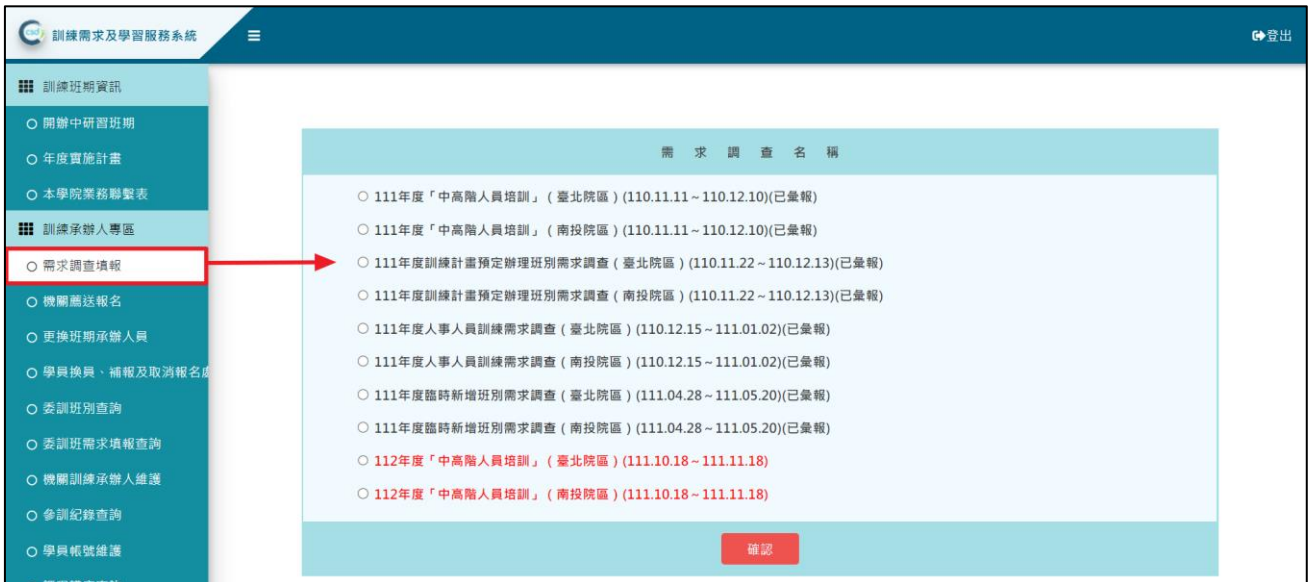 csdi 訓練需求及學習服務系統
登出
訓練班期資訊
開辦中研習班期
年度實施計畫
本學院業務聯繫表
訓練承辦人專區
需求調查填報
機關薦送報名
更換班期承辦人員
學員換員、補報及取消報名處
委訓班別查詢
委訓班需求填報查詢
機關訓練承辦人維護
參訓紀錄查詢
學員帳號維護
需求調查名稱
111年度「中高階人員培訓」(臺北院區)(110.11.11~110.12.10)(已彙報)
111年度「中高階人員培訓」(南投院區)(110.11.11~110.12.10)(已彙報)
111年度訓練計畫預定辦理班別需求調查(臺北院區)(110.11.22~110.12.13)(已彙報)
111年度訓練計畫預定辦理班別需求調查(南投院區)(110.11.22~110.12.13)(已彙報)
111年度人事人員訓練需求調查(臺北院區)(110.12.15~111.01.02)(已彙報)
111年度人事人員訓練需求調查(南投院區)(110.12.15~111.01.02)(已彙報)
111年度臨時新增班別需求調查(臺北院區)(111.04.28~111.05.20)(已彙報)
111年度臨時新增班別需求調查(南投院區)(111.04.28~111.05.20)(已彙報)
112年度「中高階人員培訓」(臺北院區)(111.10.18~111.11.18)
112年度「中高階人員培訓」(南投院區)(111.10.18~111.11.18)
確認